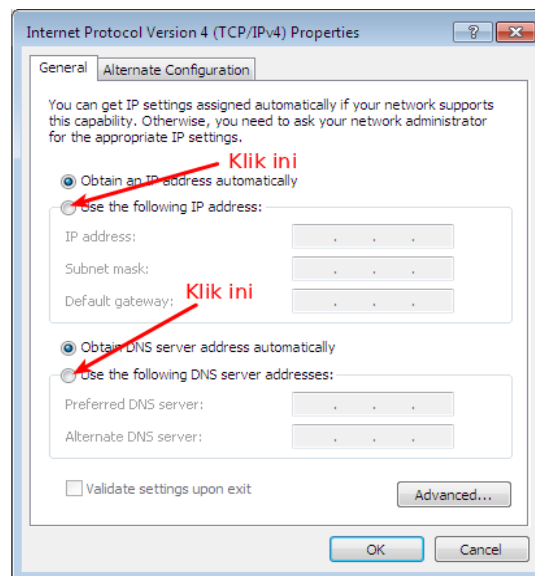 Internet Protocol Version 4 (TCP/IPv4) Properties
General
Alternate Configuration
You can get IP settings assigned automatically if your network supports
this capability. Otherwise, you need to ask your network administrator
for the appropriate IP settings.
Klik ini
Obtain an IP address automatically
Use the following IP address:
IP address:
Subnet mask:
Default gateway:
Klik ini
Obtain DNS server address automatically
Use the following DNS server addresses:
Preferred DNS server:
Alternate DNS server:
Validate settings upon exit
Advanced...
OK
Cancel